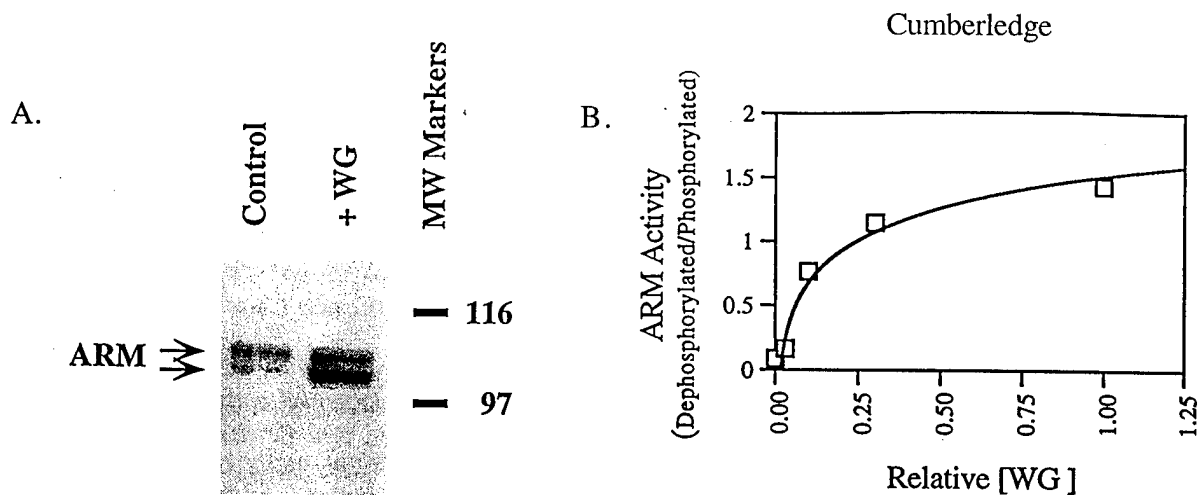 Cumberledge
A.
Control
+ WG
MW Markers
116
ARM
97
B.
ARM Activity
(Dephosphorylated/Phosphorylated)
2
1.5
1
0.5
0
0.00
0.25
0.50
0.75
1.00
1.25
Relative [WG ]